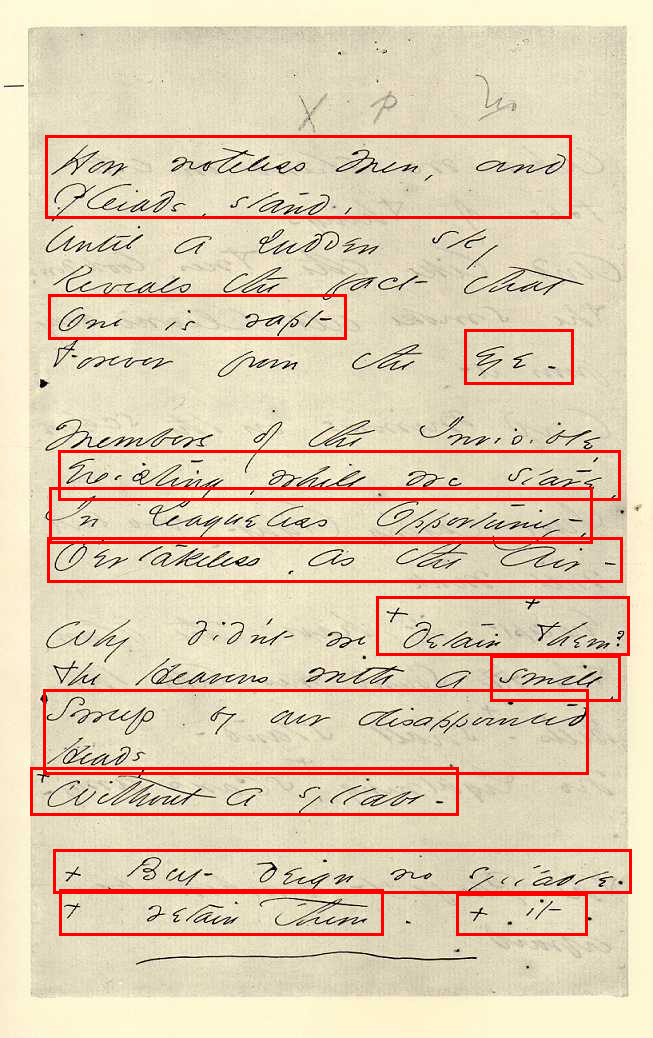 X P No
How noteless Men, and
Pleiads, stand,
Until a sudden sky
Reveals the fact that
One is rapt -
Forever from the Eye -
Members of the Invisible,
Existing, while we stare,
In Leagueless Opportunity,
O'ertakeless, as the Air -
Why didn't we + detain + Them?
The Heavens with a smile,
Sweep by our disappointed
Heads,
+ Without a syllable -
+ But deign no syllable -
+ retain Them . + it -